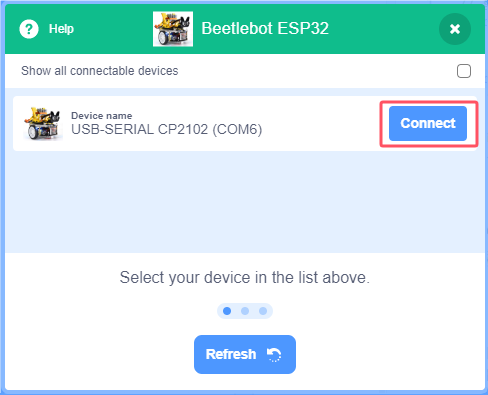 Help
Beetlebot ESP32
Show all connectable devices
Device name
USB-SERIAL CP2102 (COM6)
Connect
Select your device in the list above.
Refresh